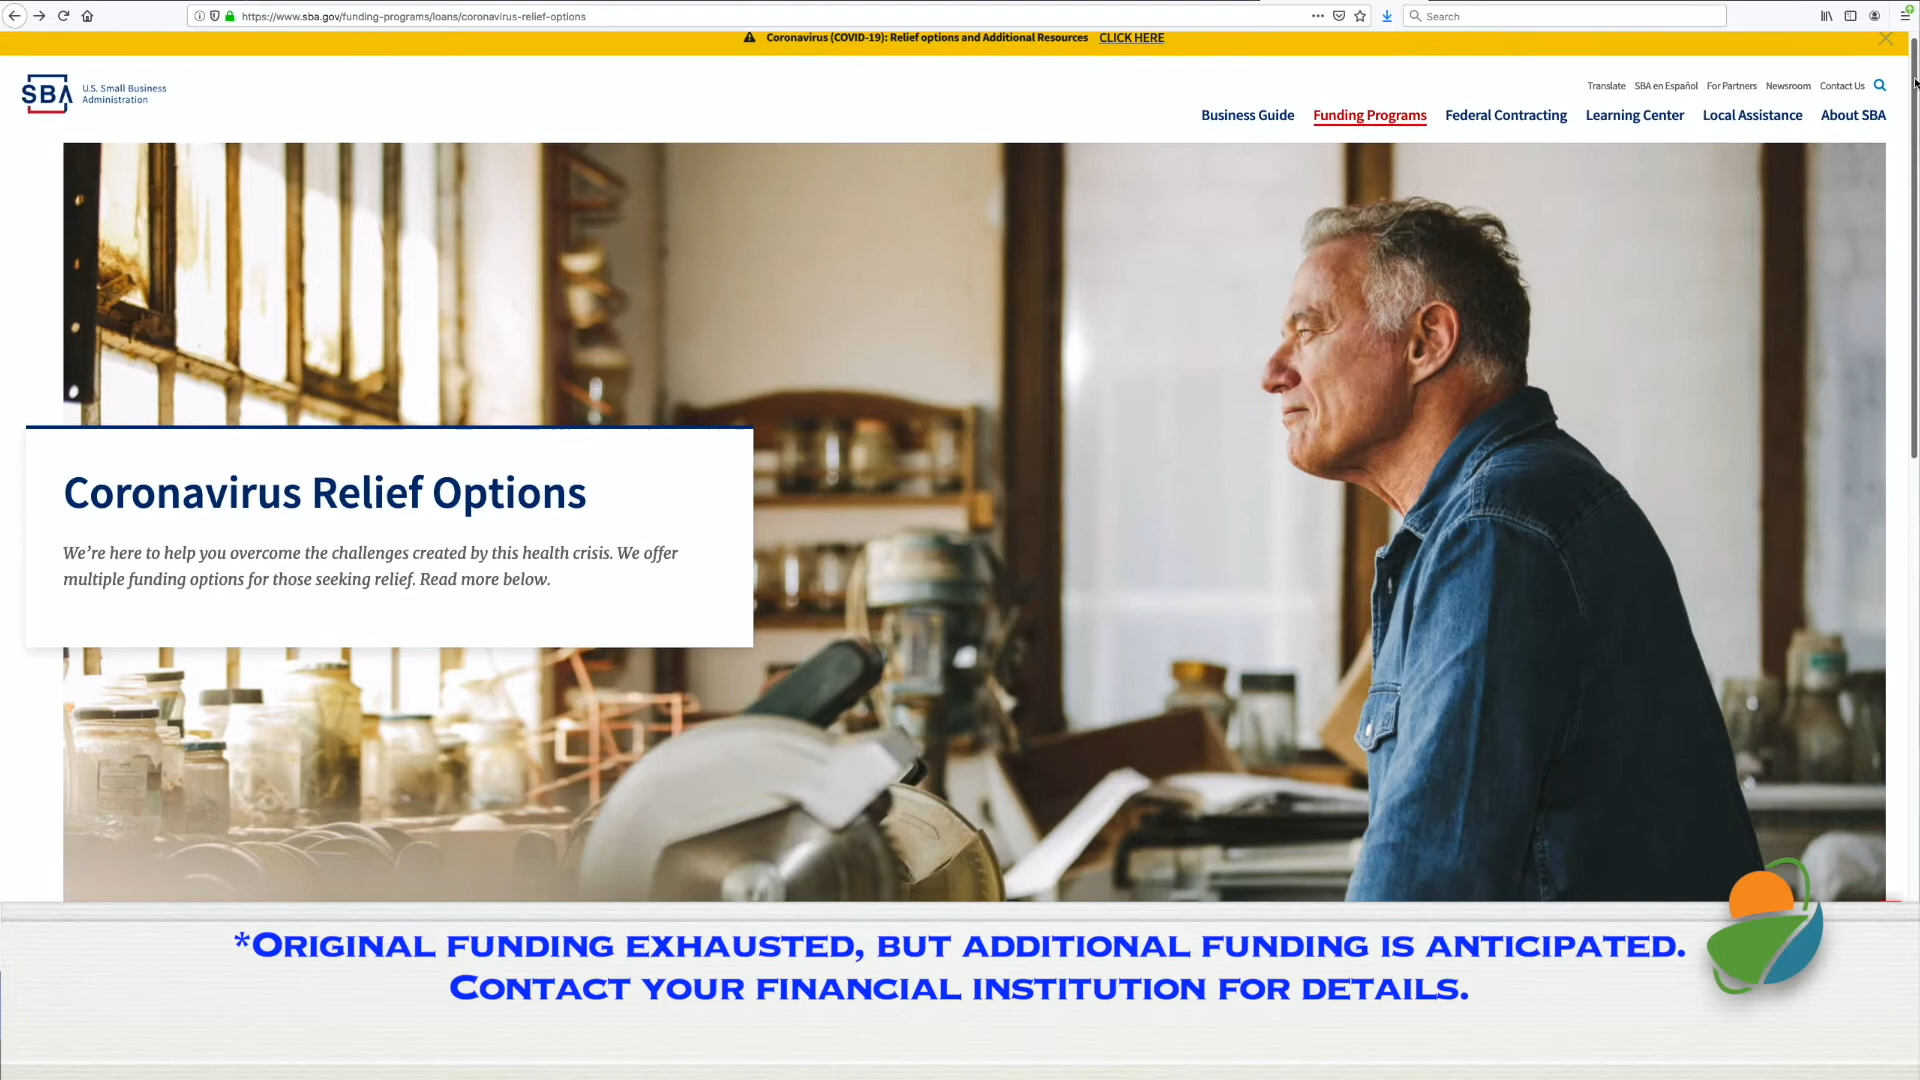 https://www.sba.gov/funding-programs/loans/coronavirus-relief-options
Search
Coronavirus (COVID-19): Relief options and Additional Resources CLICK HERE
SBA
U.S. Small Business
Administration
Translate SBA en Español For Partners Newsroom Contact Us
Business Guide Funding Programs Federal Contracting Learning Center Local Assistance About SBA
Coronavirus Relief Options
We're here to help you overcome the challenges created by this health crisis. We offer
multiple funding options for those seeking relief. Read more below.
*Original funding exhausted, but additional funding is anticipated.
Contact your financial institution for details.